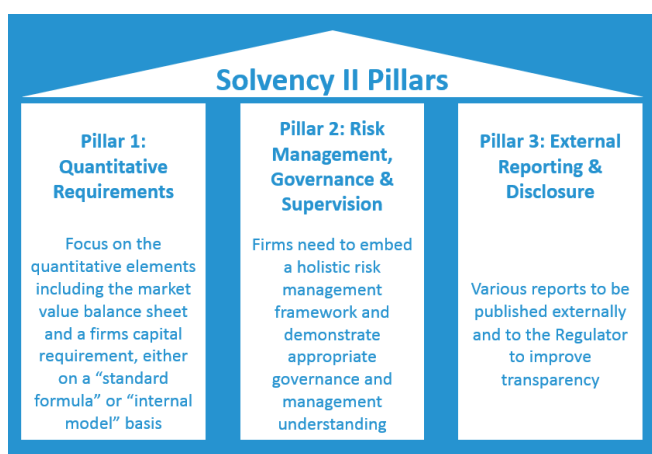 Solvency II Pillars
Pillar 1:
Quantitative
Requirements
Focus on the
quantitative elements
including the market
value balance sheet
and a firms capital
requirement, either
on a “standard
formula” or “internal
model” basis
Pillar 2: Risk
Management,
Governance &
Supervision
Firms need to embed
a holistic risk
management
framework and
demonstrate
appropriate
governance and
management
understanding
Pillar 3: External
Reporting &
Disclosure
Various reports to be
published externally
and to the Regulator
to improve
transparency